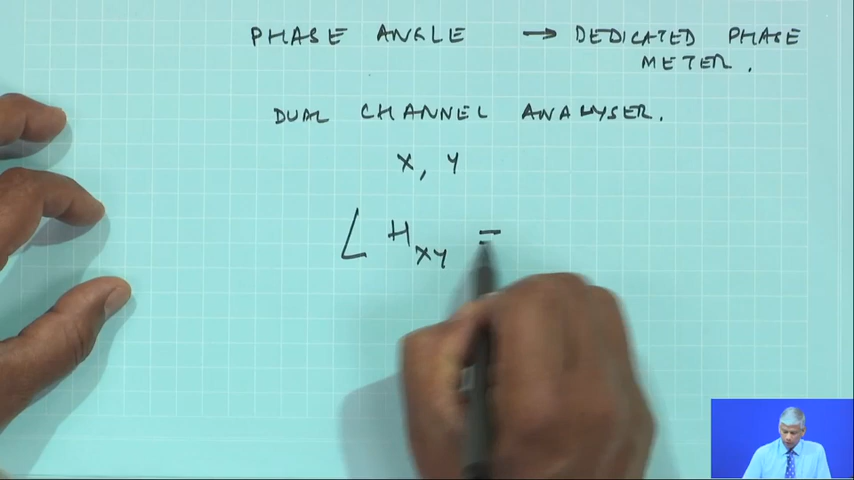 PHASE ANGLE → DEDICATED PHASE
METER.
DUAL CHANNEL ANALYSER.
X, Y
∠ H_XY =